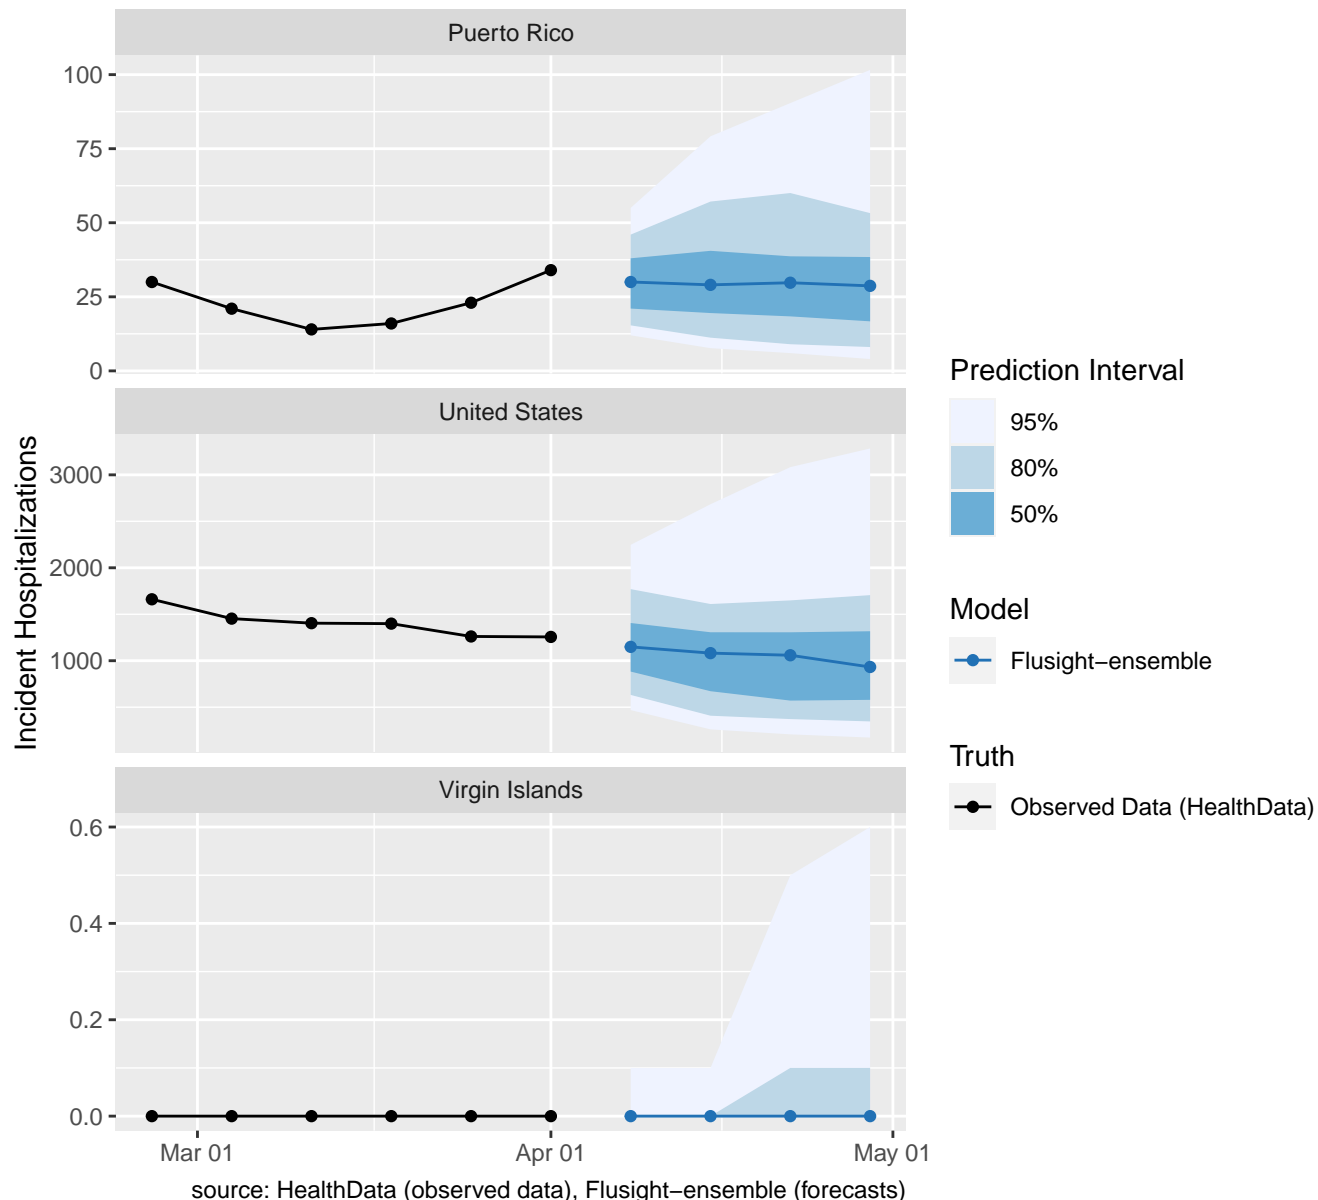 Puerto Rico
100
75
50
25
0
United States
3000
2000
1000
Virgin Islands
0.6
0.4
0.2
0.0
Mar 01
Apr 01
May 01
Incident Hospitalizations
source: HealthData (observed data), Flusight−ensemble (forecasts)
Prediction Interval
95%
80%
50%
Model
Flusight−ensemble
Truth
Observed Data (HealthData)